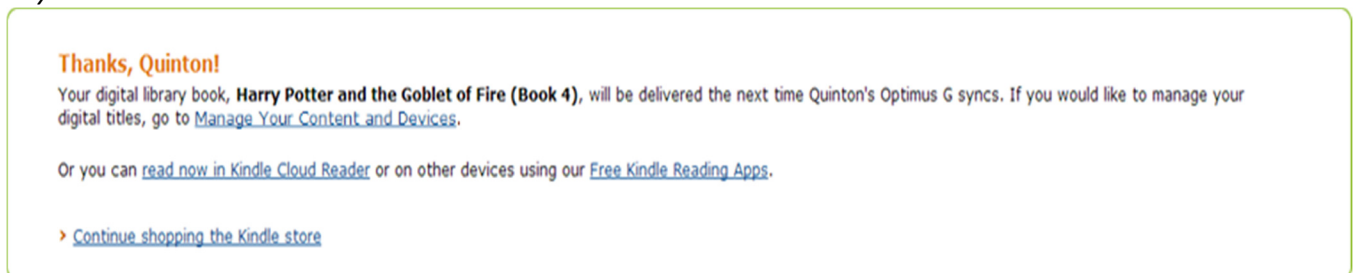 Thanks, Quinton!
Your digital library book, Harry Potter and the Goblet of Fire (Book 4), will be delivered the next time Quinton's Optimus G syncs. If you would like to manage your
digital titles, go to Manage Your Content and Devices.
Or you can read now in Kindle Cloud Reader or on other devices using our Free Kindle Reading Apps.
› Continue shopping the Kindle store